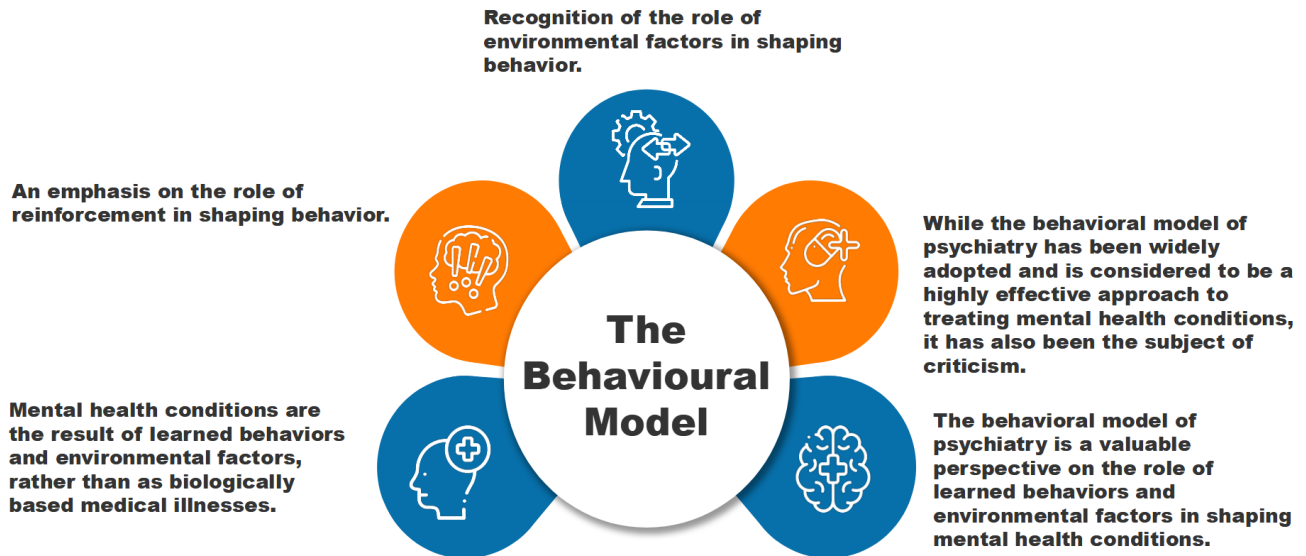 Recognition of the role of
environmental factors in shaping
behavior.
An emphasis on the role of
reinforcement in shaping behavior.
While the behavioral model of
psychiatry has been widely
adopted and is considered to be a
highly effective approach to
treating mental health conditions,
it has also been the subject of
criticism.
The
Behavioural
Model
Mental health conditions are
the result of learned behaviors
and environmental factors,
rather than as biologically
based medical illnesses.
The behavioral model of
psychiatry is a valuable
perspective on the role of
learned behaviors and
environmental factors in shaping
mental health conditions.